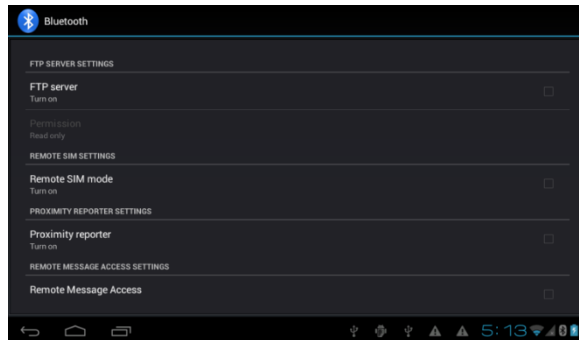 Bluetooth
FTP SERVER SETTINGS
FTP server
Turn on
Permission
Read only
REMOTE SIM SETTINGS
Remote SIM mode
Turn on
PROXIMITY REPORTER SETTINGS
Proximity reporter
Turn on
REMOTE MESSAGE ACCESS SETTINGS
Remote Message Access
5:13